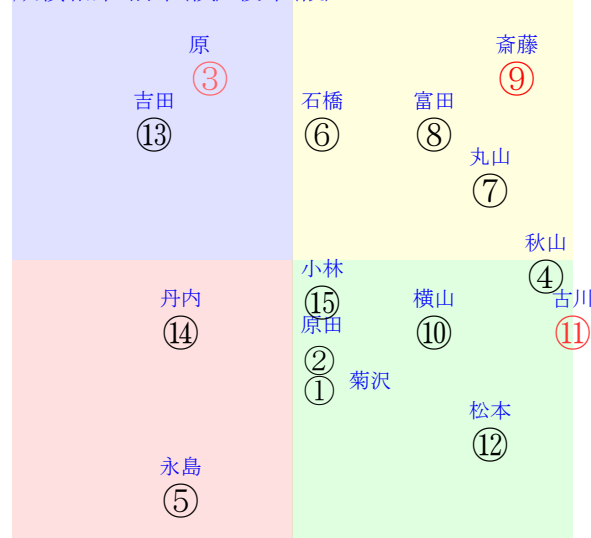 原
③
斎藤
⑨
吉田
⑬
石橋
⑥
富田
⑧
丸山
⑦
秋山
④
小林
⑮
丹内
⑭
横山
⑩
古川
⑪
原田
②
①
菊沢
松本
⑫
永島
⑤